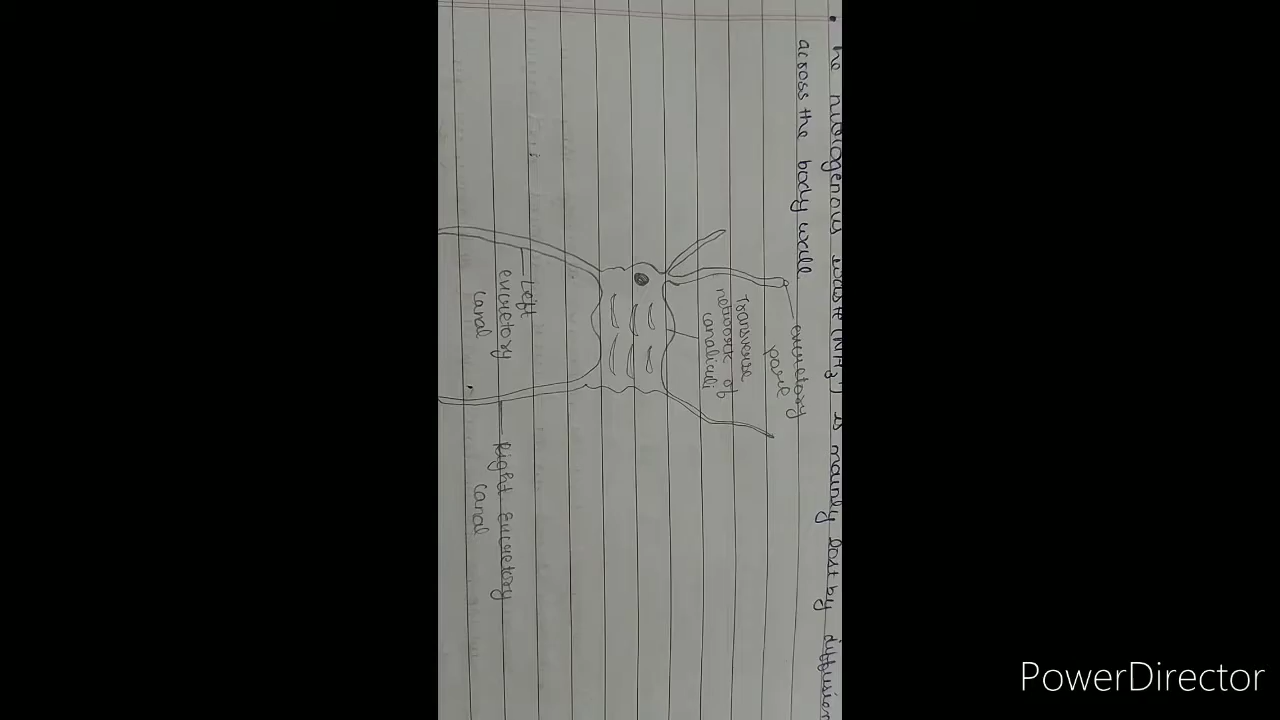 • he nitrogenous waste (NH3) is mainly lost by diffusion
across the body wall
excretory
pore
Transverse
network of
canaliculi
Left
excretory
canal
Right excretory
canal
PowerDirector